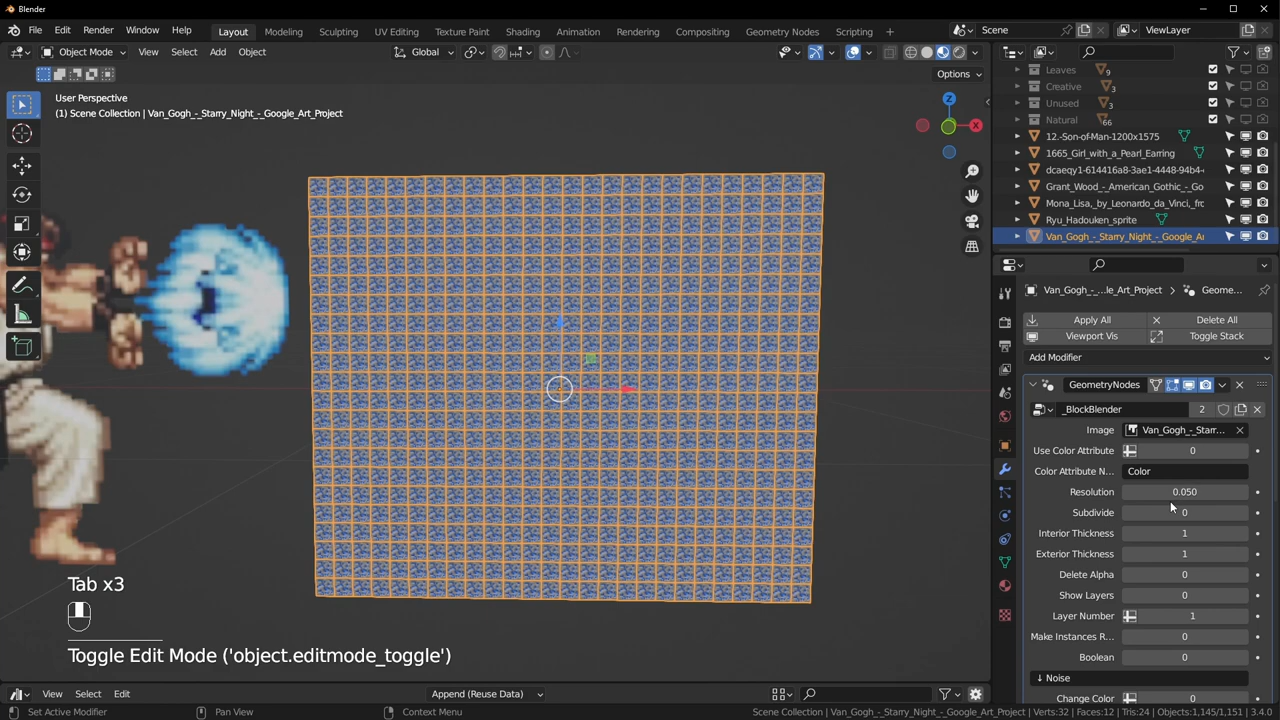 Blender
File Edit Render Window Help Layout Modeling Sculpting UV Editing Texture Paint Shading Animation Rendering Compositing Geometry Nodes Scripting + Scene ViewLayer
Object Mode View Select Add Object Global
Options
User Perspective
(1) Scene Collection | Van_Gogh_-_Starry_Night_-_Google_Art_Project
Z
X
Leaves 9
Creative 3
Unused 3
Natural 66
12.-Son-of-Man-1200x1575
1665_Girl_with_a_Pearl_Earring
dcaeqy1-614416a8-3ae1-4448-94b4-
Grant_Wood_-_American_Gothic_-_Go
Mona_Lisa,_by_Leonardo_da_Vinci,_fro
Ryu_Hadouken_sprite
Van_Gogh_-_Starry_Night_-_Google_Ar
Van_Gogh_-_...le_Art_Project > Geome...
Apply All Delete All
Viewport Vis Toggle Stack
Add Modifier
GeometryNodes
_BlockBlender 2
Image Van_Gogh_-_Starr...
Use Color Attribute 0
Color Attribute N... Color
Resolution 0.050
Subdivide 0
Interior Thickness 1
Exterior Thickness 1
Delete Alpha 0
Show Layers 0
Layer Number 1
Make Instances R... 0
Boolean 0
↓ Noise
Change Color 0
Tab x3
Toggle Edit Mode ('object.editmode_toggle')
View Select Edit Append (Reuse Data)
Set Active Modifier Pan View Context Menu Scene Collection | Van_Gogh_-_Starry_Night_-_Google_Art_Project | Verts:32 | Faces:12 | Tris:24 | Objects:1,145/1,151 | 3.4.0